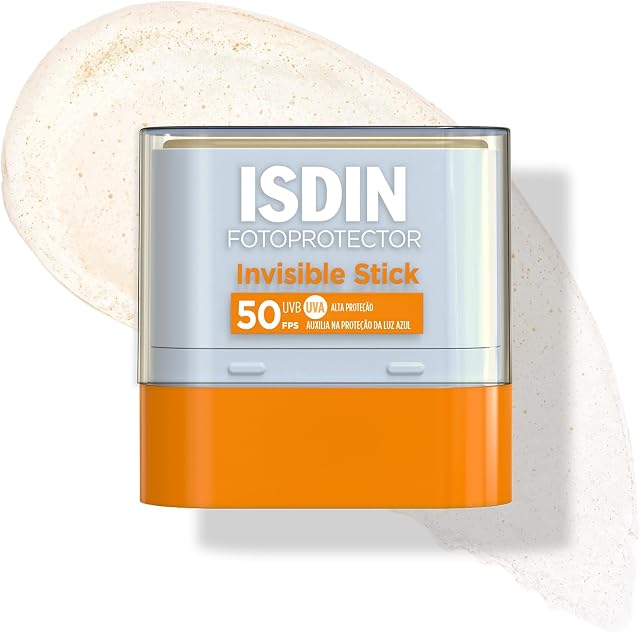 ISDIN
FOTOPROTECTOR
Invisible Stick
50 FPS UVB UVA ALTA PROTEÇÃO
AUXILIA NA PROTEÇÃO DA LUZ AZUL